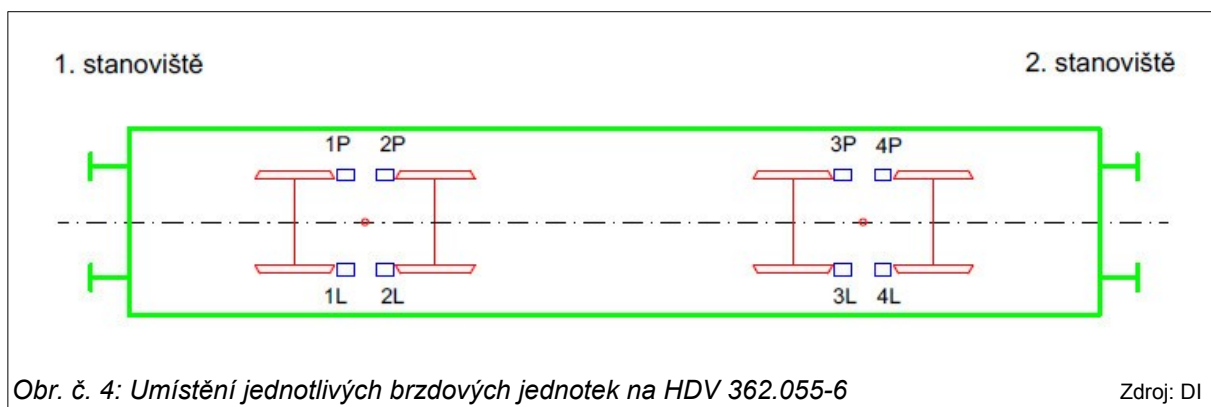 1. stanoviště 2. stanoviště
1P 2P 3P 4P
1L 2L 3L 4L
Obr. č. 4: Umístění jednotlivých brzdových jednotek na HDV 362.055-6 Zdroj: DI